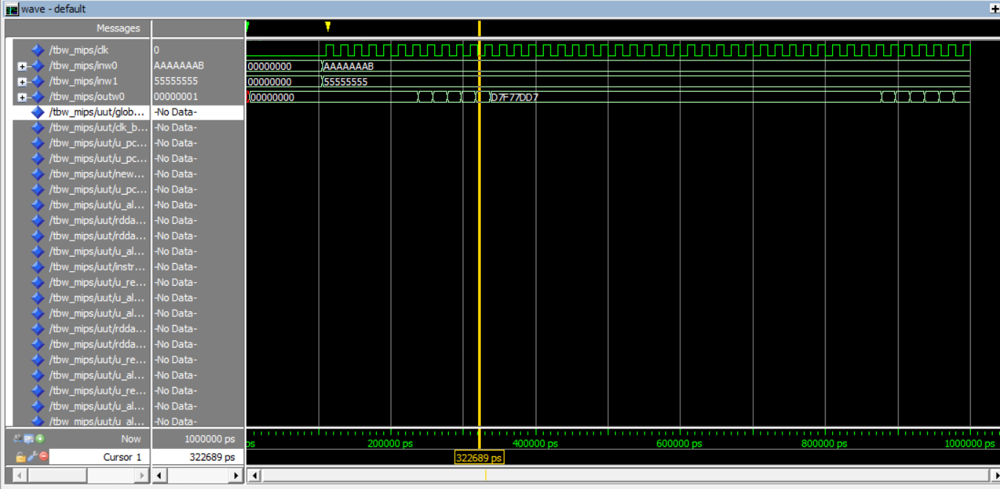 wave - default
Messages
/tbw_mips/clk 0
/tbw_mips/inw0 AAAAAAAB 00000000 AAAAAAAB
/tbw_mips/inw1 55555555 00000000 55555555
/tbw_mips/outw0 00000001 00000000 D7F77DD7
/tbw_mips/uut/glob... -No Data-
/tbw_mips/uut/clk_b... -No Data-
/tbw_mips/uut/u_pc... -No Data-
/tbw_mips/uut/u_pc... -No Data-
/tbw_mips/uut/new... -No Data-
/tbw_mips/uut/u_pc... -No Data-
/tbw_mips/uut/u_al... -No Data-
/tbw_mips/uut/rdda... -No Data-
/tbw_mips/uut/rdda... -No Data-
/tbw_mips/uut/u_al... -No Data-
/tbw_mips/uut/instr... -No Data-
/tbw_mips/uut/u_re... -No Data-
/tbw_mips/uut/u_al... -No Data-
/tbw_mips/uut/u_al... -No Data-
/tbw_mips/uut/rdda... -No Data-
/tbw_mips/uut/rdda... -No Data-
/tbw_mips/uut/u_re... -No Data-
/tbw_mips/uut/u_al... -No Data-
/tbw_mips/uut/u_re... -No Data-
/tbw_mips/uut/u_al... -No Data-
/tbw_mips/uut/u_al... -No Data-
Now 1000000 ps ps 200000 ps 400000 ps 600000 ps 800000 ps 1000000 ps
Cursor 1 322689 ps 322689 ps